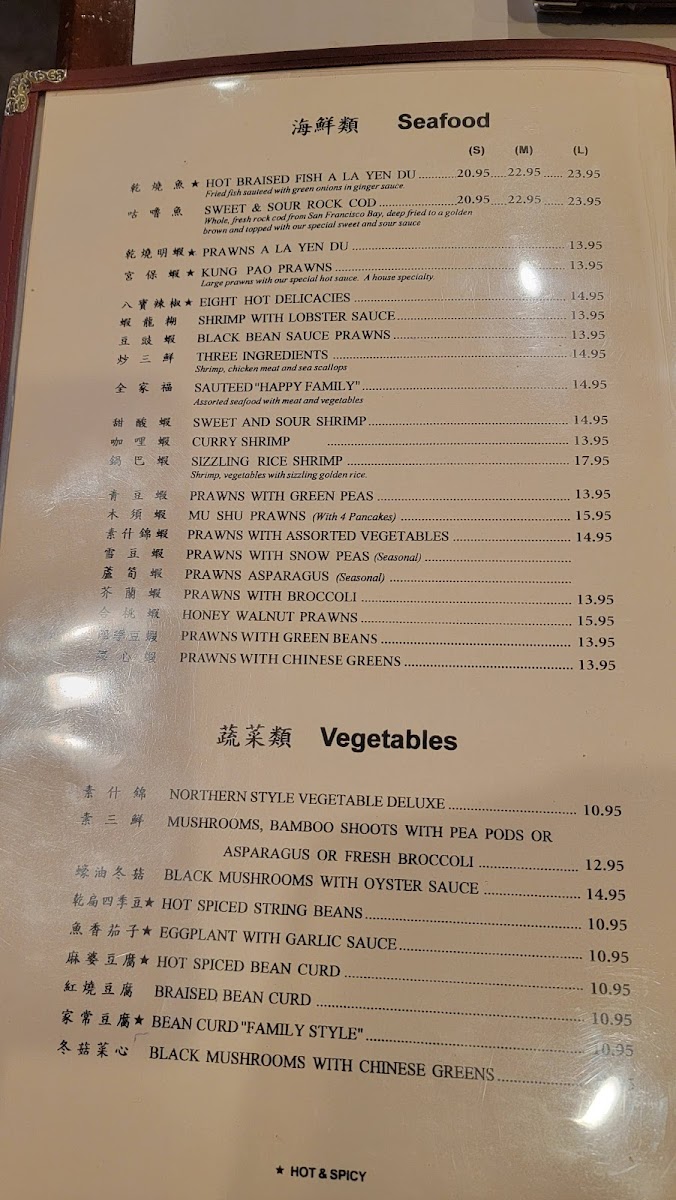 海鮮類 Seafood
(S) (M) (L)
乾燒魚 ★ HOT BRAISED FISH A LA YEN DU 20.95 22.95 23.95
Fried fish sauteed with green onions in ginger sauce
咕嚕魚 SWEET & SOUR ROCK COD 20.95 22.95 23.95
Whole, fresh rock cod from San Francisco Bay, deep fried to a golden
brown and topped with our special sweet and sour sauce
乾燒明蝦 ★ PRAWNS A LA YEN DU 13.95
宮保蝦 ★ KUNG PAO PRAWNS 13.95
Large prawns with our special hot sauce. A house specialty.
八寶辣椒 ★ EIGHT HOT DELICACIES 14.95
蝦龍糊 SHRIMP WITH LOBSTER SAUCE 13.95
豆豉蝦 BLACK BEAN SAUCE PRAWNS 13.95
炒三鮮 THREE INGREDIENTS 14.95
Shrimp, chicken meat and sea scallops
全家福 SAUTEED "HAPPY FAMILY" 14.95
Assorted seafood with meat and vegetables
甜酸蝦 SWEET AND SOUR SHRIMP 14.95
咖哩蝦 CURRY SHRIMP 13.95
鍋巴蝦 SIZZLING RICE SHRIMP 17.95
Shrimp, vegetables with sizzling golden rice.
青豆蝦 PRAWNS WITH GREEN PEAS 13.95
木須蝦 MU SHU PRAWNS (With 4 Pancakes) 15.95
素什錦蝦 PRAWNS WITH ASSORTED VEGETABLES 14.95
雪豆蝦 PRAWNS WITH SNOW PEAS (Seasonal)
蘆筍蝦 PRAWNS ASPARAGUS (Seasonal)
芥蘭蝦 PRAWNS WITH BROCCOLI 13.95
合桃蝦 HONEY WALNUT PRAWNS 15.95
豆蝦 PRAWNS WITH GREEN BEANS 13.95
菜心蝦 PRAWNS WITH CHINESE GREENS 13.95
蔬菜類 Vegetables
素什錦 NORTHERN STYLE VEGETABLE DELUXE 10.95
素三鮮 MUSHROOMS, BAMBOO SHOOTS WITH PEA PODS OR
ASPARAGUS OR FRESH BROCCOLI 12.95
蠔油冬菇 BLACK MUSHROOMS WITH OYSTER SAUCE 14.95
乾扁四季豆 ★ HOT SPICED STRING BEANS 10.95
魚香茄子 ★ EGGPLANT WITH GARLIC SAUCE 10.95
麻婆豆腐 ★ HOT SPICED BEAN CURD 10.95
紅燒豆腐 BRAISED BEAN CURD 10.95
家常豆腐 ★ BEAN CURD "FAMILY STYLE" 10.95
冬菇菜心 BLACK MUSHROOMS WITH CHINESE GREENS
★ HOT & SPICY